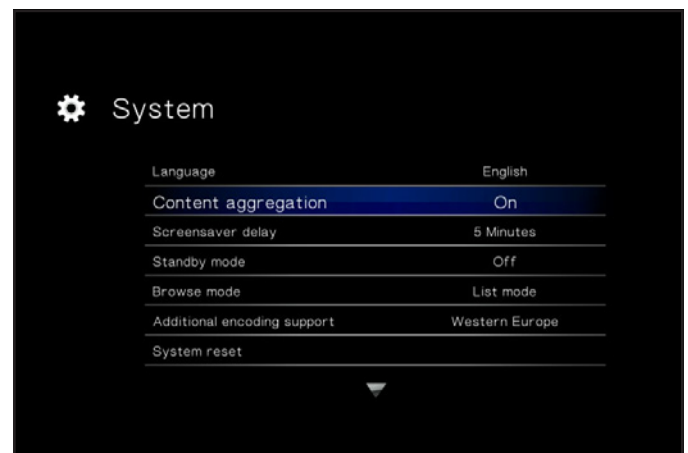 System
Language English
Content aggregation On
Screensaver delay 5 Minutes
Standby mode Off
Browse mode List mode
Additional encoding support Western Europe
System reset